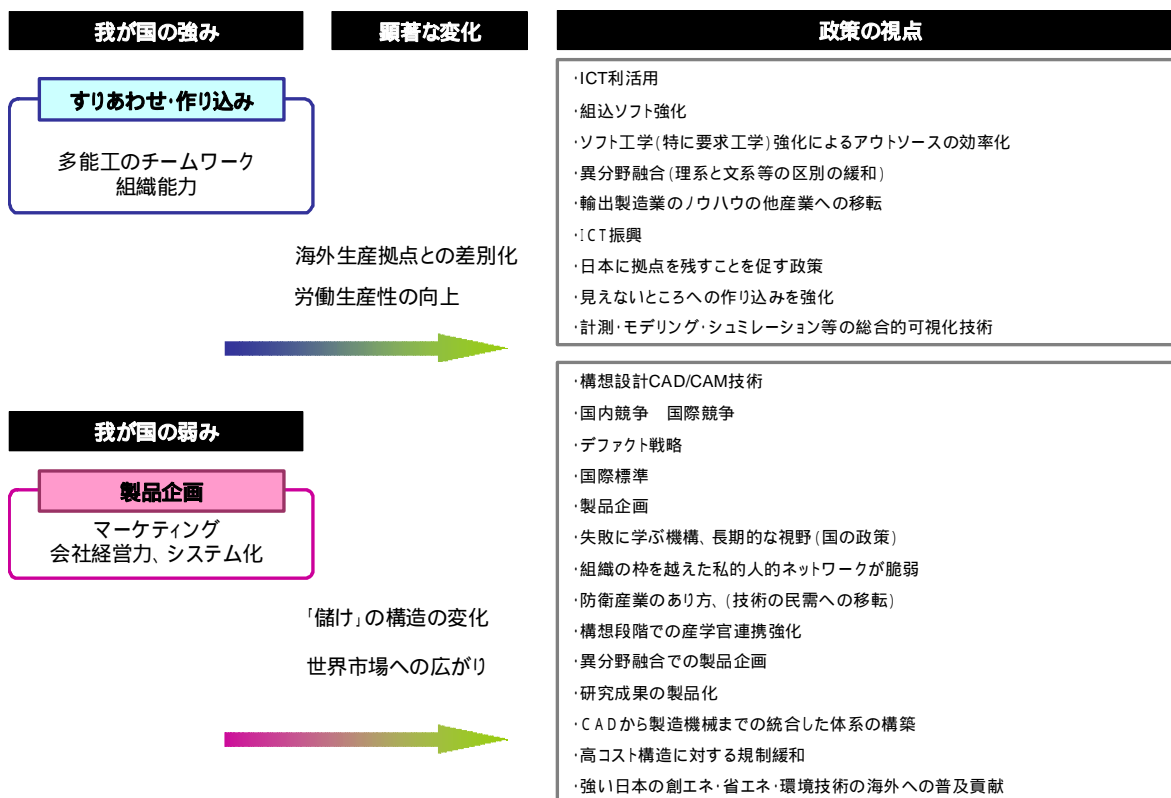 我が国の強み
顕著な変化
政策の視点
すりあわせ・作り込み
多能工のチームワーク
組織能力
海外生産拠点との差別化
労働生産性の向上
・ICT利活用
・組込ソフト強化
・ソフト工学(特に要求工学)強化によるアウトソースの効率化
・異分野融合(理系と文系等の区別の緩和)
・輸出製造業のノウハウの他産業への移転
・ICT振興
・日本に拠点を残すことを促す政策
・見えないところへの作り込みを強化
・計測・モデリング・シュミレーション等の総合的可視化技術
我が国の弱み
製品企画
マーケティング
会社経営力、システム化
「儲け」の構造の変化
世界市場への広がり
・構想設計CAD/CAM技術
・国内競争　国際競争
・デファクト戦略
・国際標準
・製品企画
・失敗に学ぶ機構、長期的な視野(国の政策)
・組織の枠を越えた私的人的ネットワークが脆弱
・防衛産業のあり方、(技術の民需への移転)
・構想段階での産学官連携強化
・異分野融合での製品企画
・研究成果の製品化
・CADから製造機械までの統合した体系の構築
・高コスト構造に対する規制緩和
・強い日本の創エネ・省エネ・環境技術の海外への普及貢献